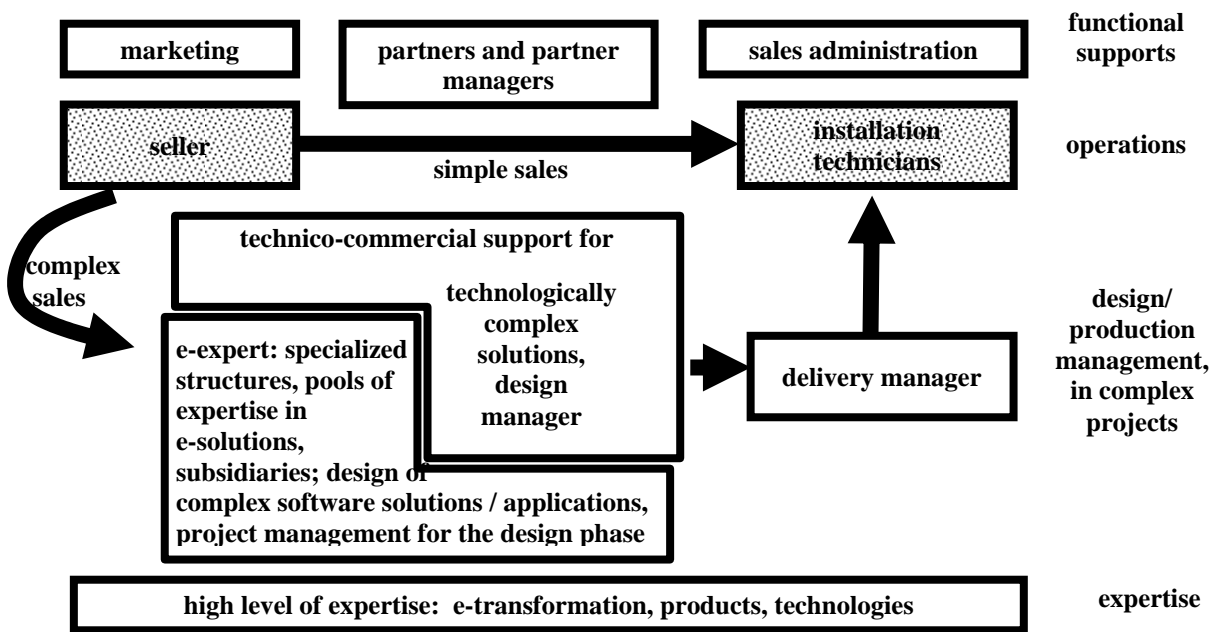 marketing
partners and partner
managers
sales administration
functional
supports
seller
simple sales
installation
technicians
operations
complex
sales
technico-commercial support for
technologically
complex
solutions,
design
manager
e-expert: specialized
structures, pools of
expertise in
e-solutions,
subsidiaries; design of
complex software solutions / applications,
project management for the design phase
delivery manager
design/
production
management,
in complex
projects
high level of expertise: e-transformation, products, technologies
expertise